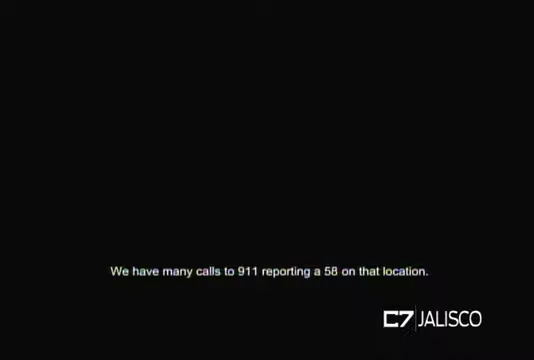 We have many calls to 911 reporting a 58 on that location.
C7 JALISCO